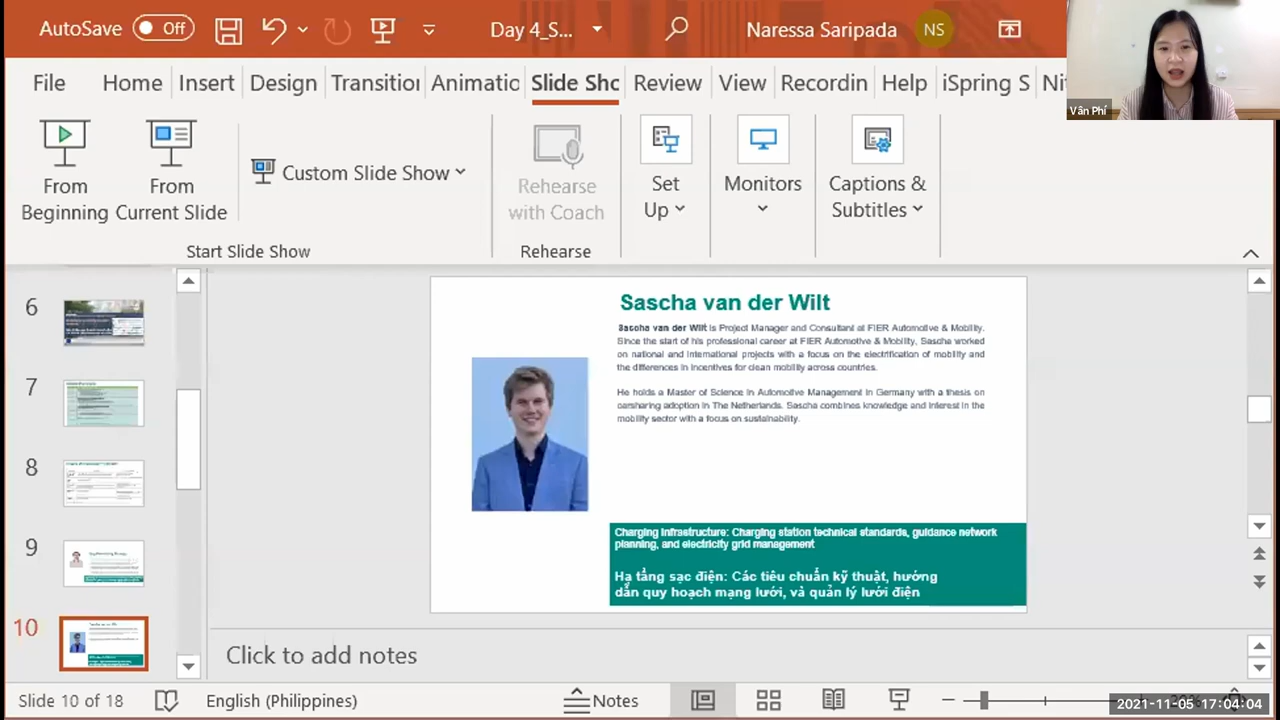 AutoSave Off Day 4_S... Naressa Saripada NS
File Home Insert Design Transition Animatio Slide Sho Review View Recordin Help iSpring S Nit
From Beginning
From Current Slide
Custom Slide Show
Rehearse with Coach
Set Up
Monitors
Captions & Subtitles
Start Slide Show
Rehearse
Vân Phí
6
7
8
9
10
Sascha van der Wilt
Sascha van der Wilt is Project Manager and Consultant at FIER Automotive & Mobility.
Since the start of his professional career at FIER Automotive & Mobility, Sascha worked
on national and international projects with a focus on the electrification of mobility and
the differences in incentives for clean mobility across countries.
He holds a Master of Science in Automotive Management in Germany with a thesis on
carsharing adoption in The Netherlands. Sascha combines knowledge and interest in the
mobility sector with a focus on sustainability.
Charging Infrastructure: Charging station technical standards, guidance network
planning, and electricity grid management
Hạ tầng sạc điện: Các tiêu chuẩn kỹ thuật, hướng
dẫn quy hoạch mạng lưới, và quản lý lưới điện
Click to add notes
Slide 10 of 18 English (Philippines) Notes
2021-11-05 17:04:04